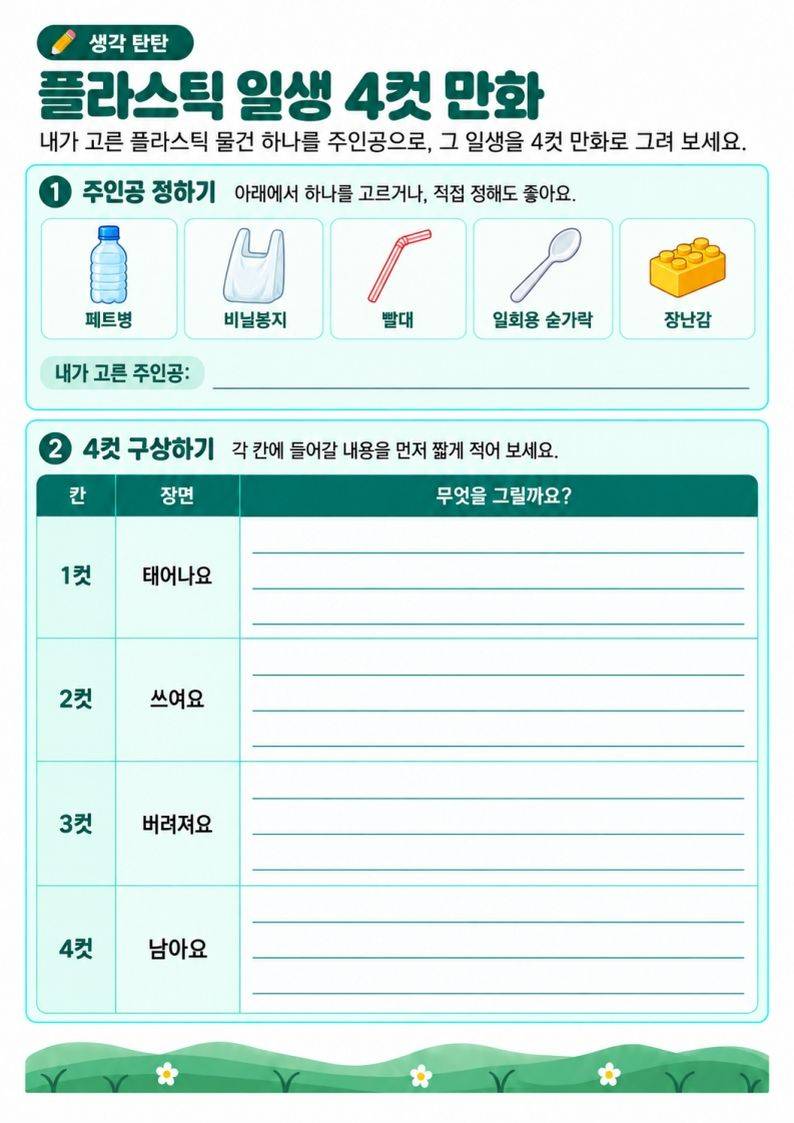 생각 탄탄
플라스틱 일생 4컷 만화
내가 고른 플라스틱 물건 하나를 주인공으로, 그 일생을 4컷 만화로 그려 보세요.
1 주인공 정하기 아래에서 하나를 고르거나, 직접 정해도 좋아요.
페트병 비닐봉지 빨대 일회용 숟가락 장난감
내가 고른 주인공:
2 4컷 구상하기 각 칸에 들어갈 내용을 먼저 짧게 적어 보세요.
칸 장면 무엇을 그릴까요?
1컷 태어나요
2컷 쓰여요
3컷 버려져요
4컷 남아요